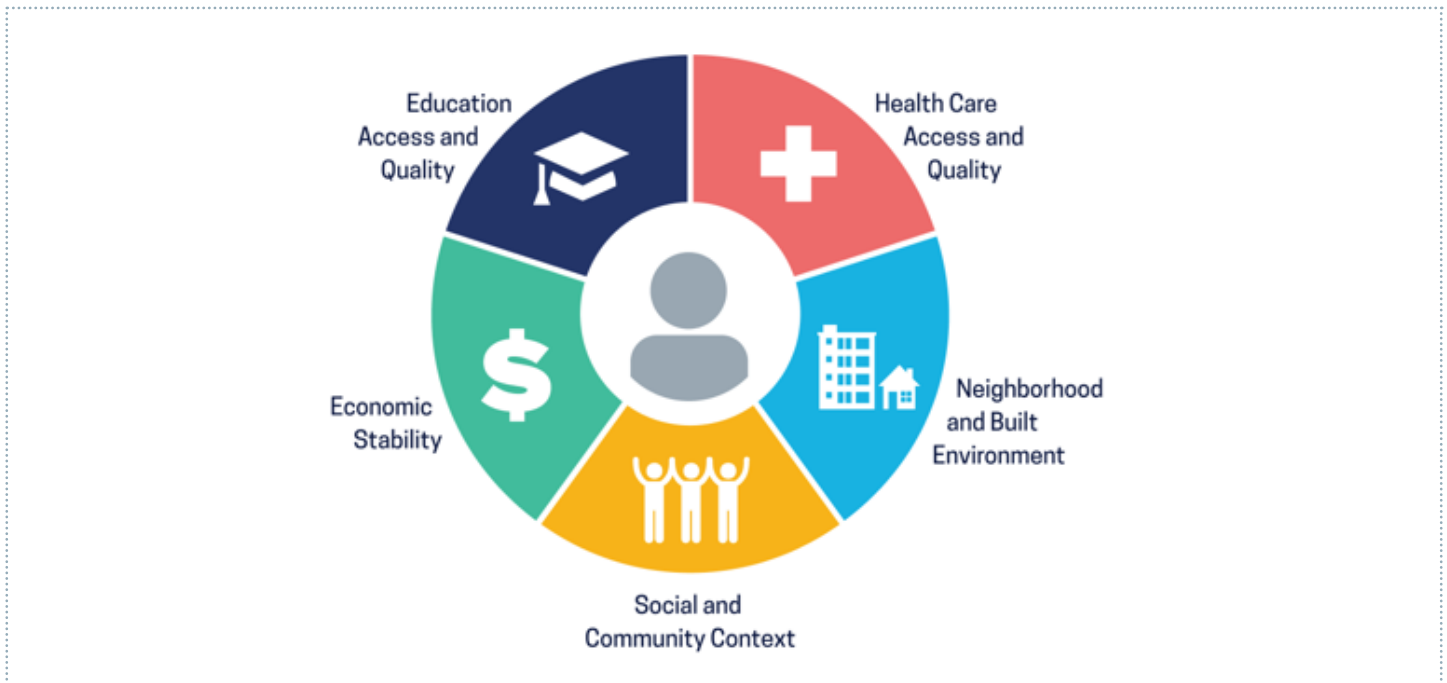 Education
Access and
Quality
Health Care
Access and
Quality
Economic
Stability
Neighborhood
and Built
Environment
$
Social and
Community Context